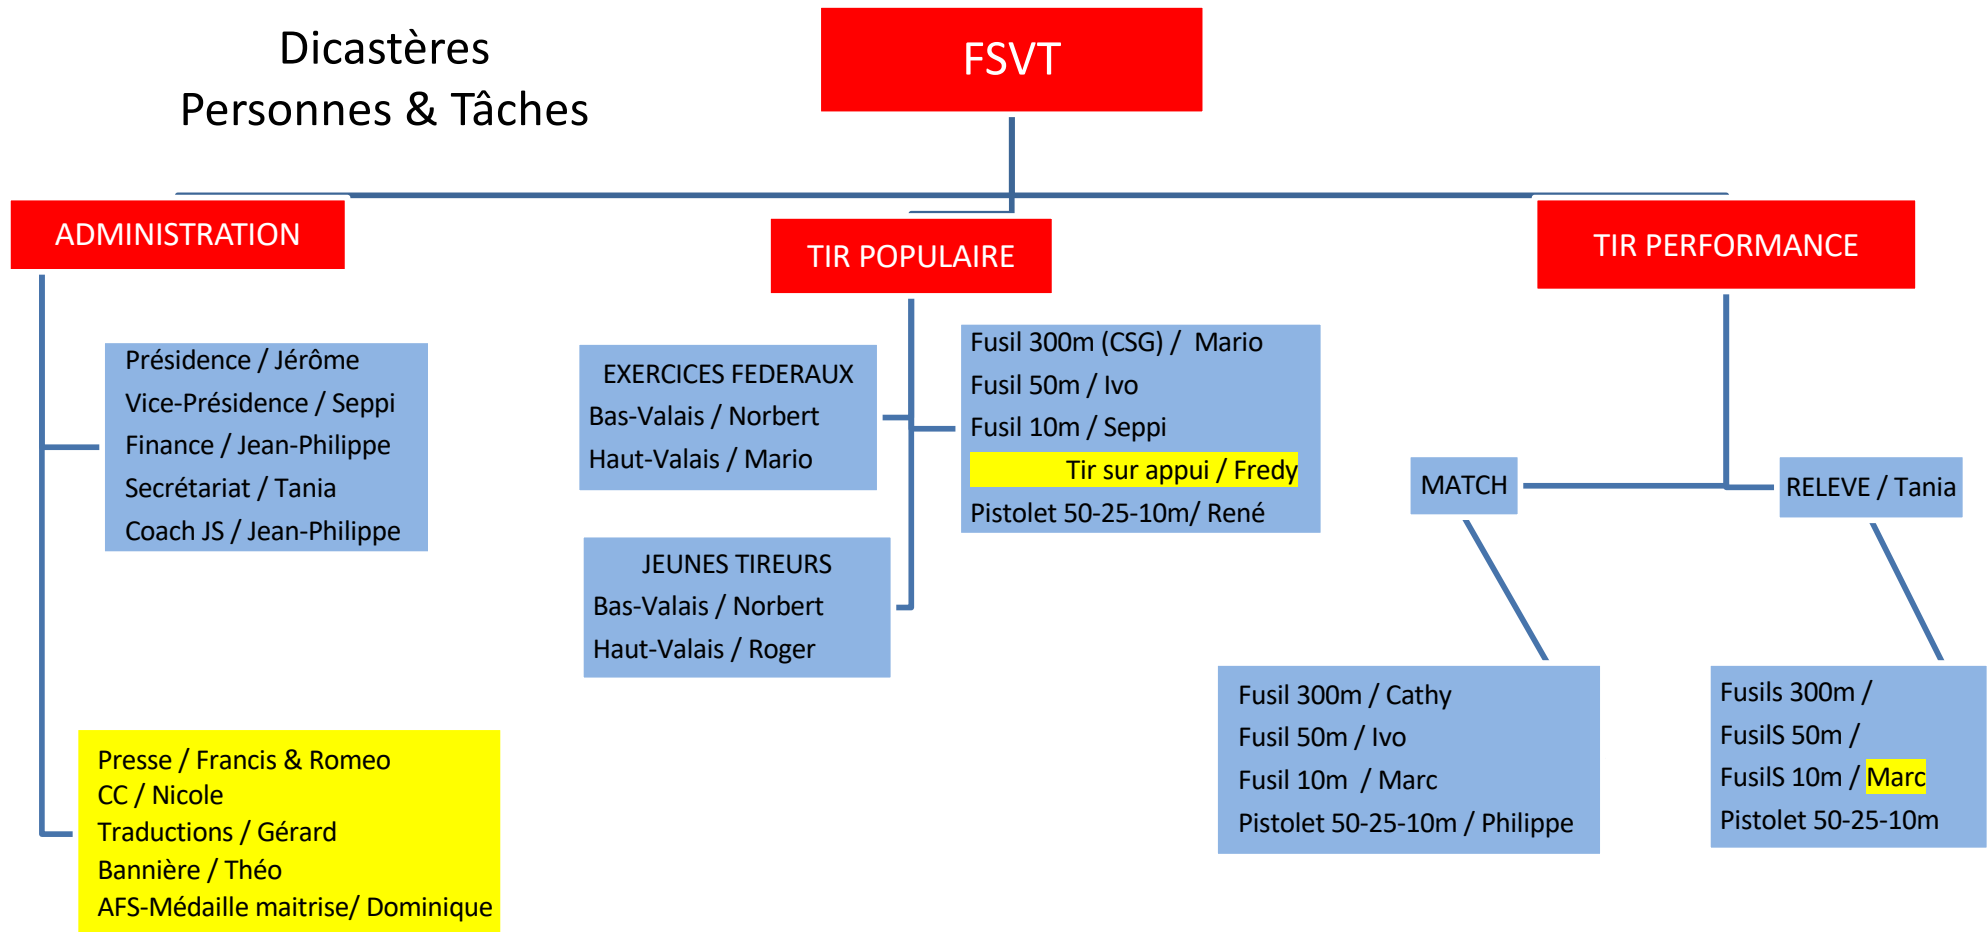 Dicastères
Personnes & Tâches
FSVT
ADMINISTRATION
Présidence / Jérôme
Vice-Présidence / Seppi
Finance / Jean-Philippe
Secrétariat / Tania
Coach JS / Jean-Philippe
Presse / Francis & Romeo
CC / Nicole
Traductions / Gérard
Bannière / Théo
AFS-Médaille maitrise/ Dominique
TIR POPULAIRE
EXERCICES FEDERAUX
Bas-Valais / Norbert
Haut-Valais / Mario
JEUNES TIREURS
Bas-Valais / Norbert
Haut-Valais / Roger
Fusil 300m (CSG) / Mario
Fusil 50m / Ivo
Fusil 10m / Seppi
Tir sur appui / Fredy
Pistolet 50-25-10m/ René
TIR PERFORMANCE
MATCH
Fusil 300m / Cathy
Fusil 50m / Ivo
Fusil 10m / Marc
Pistolet 50-25-10m / Philippe
RELEVE / Tania
Fusils 300m /
FusilS 50m /
FusilS 10m / Marc
Pistolet 50-25-10m